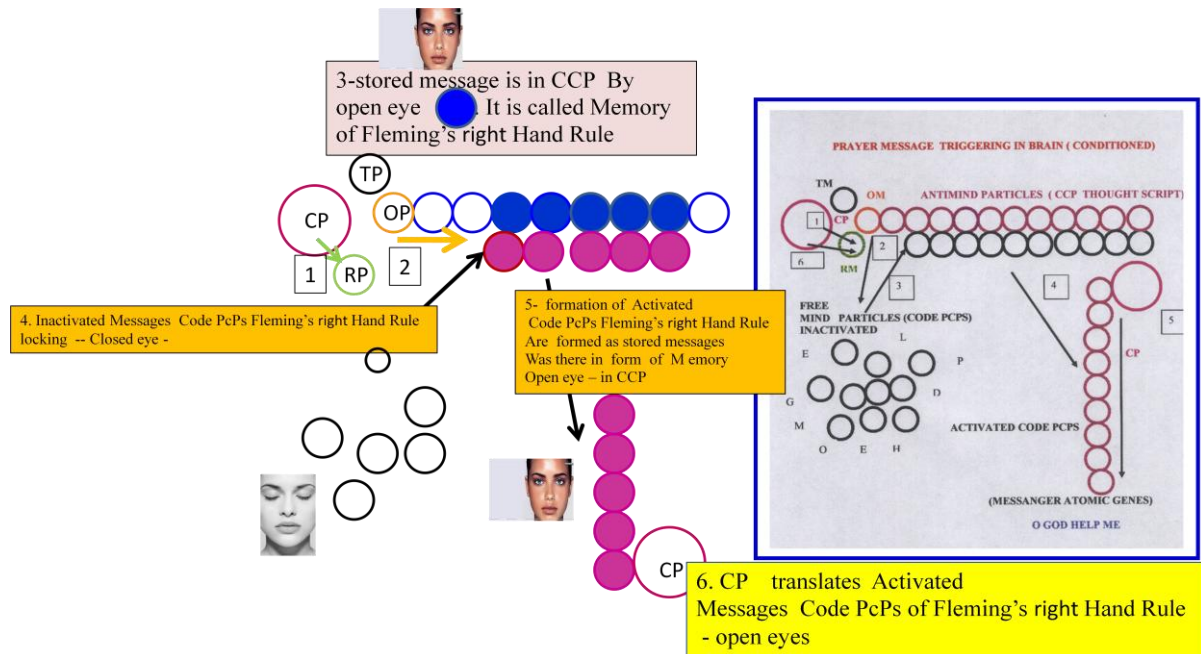 3-stored message is in CCP By
open eye . It is called Memory
of Fleming's right Hand Rule
TP
CP
OP
1
RP
2
4. Inactivated Messages Code PcPs Fleming's right Hand Rule
locking -- Closed eye -
5- formation of Activated
Code PcPs Fleming's right Hand Rule
Are formed as stored messages
Was there in form of M emory
Open eye – in CCP
CP
6. CP translates Activated
Messages Code PcPs of Fleming's right Hand Rule
- open eyes
PRAYER MESSAGE TRIGGERING IN BRAIN ( CONDITIONED)
TM
OM
ANTIMIND PARTICLES ( CCP THOUGHT SCRIPT)
CP
1
6
RM
2
3
4
5
FREE
MIND PARTICLES (CODE PCPS)
INACTIVATED
L
E
P
G
D
M
O
E
H
CP
ACTIVATED CODE PCPS
(MESSANGER ATOMIC GENES)
O GOD HELP ME